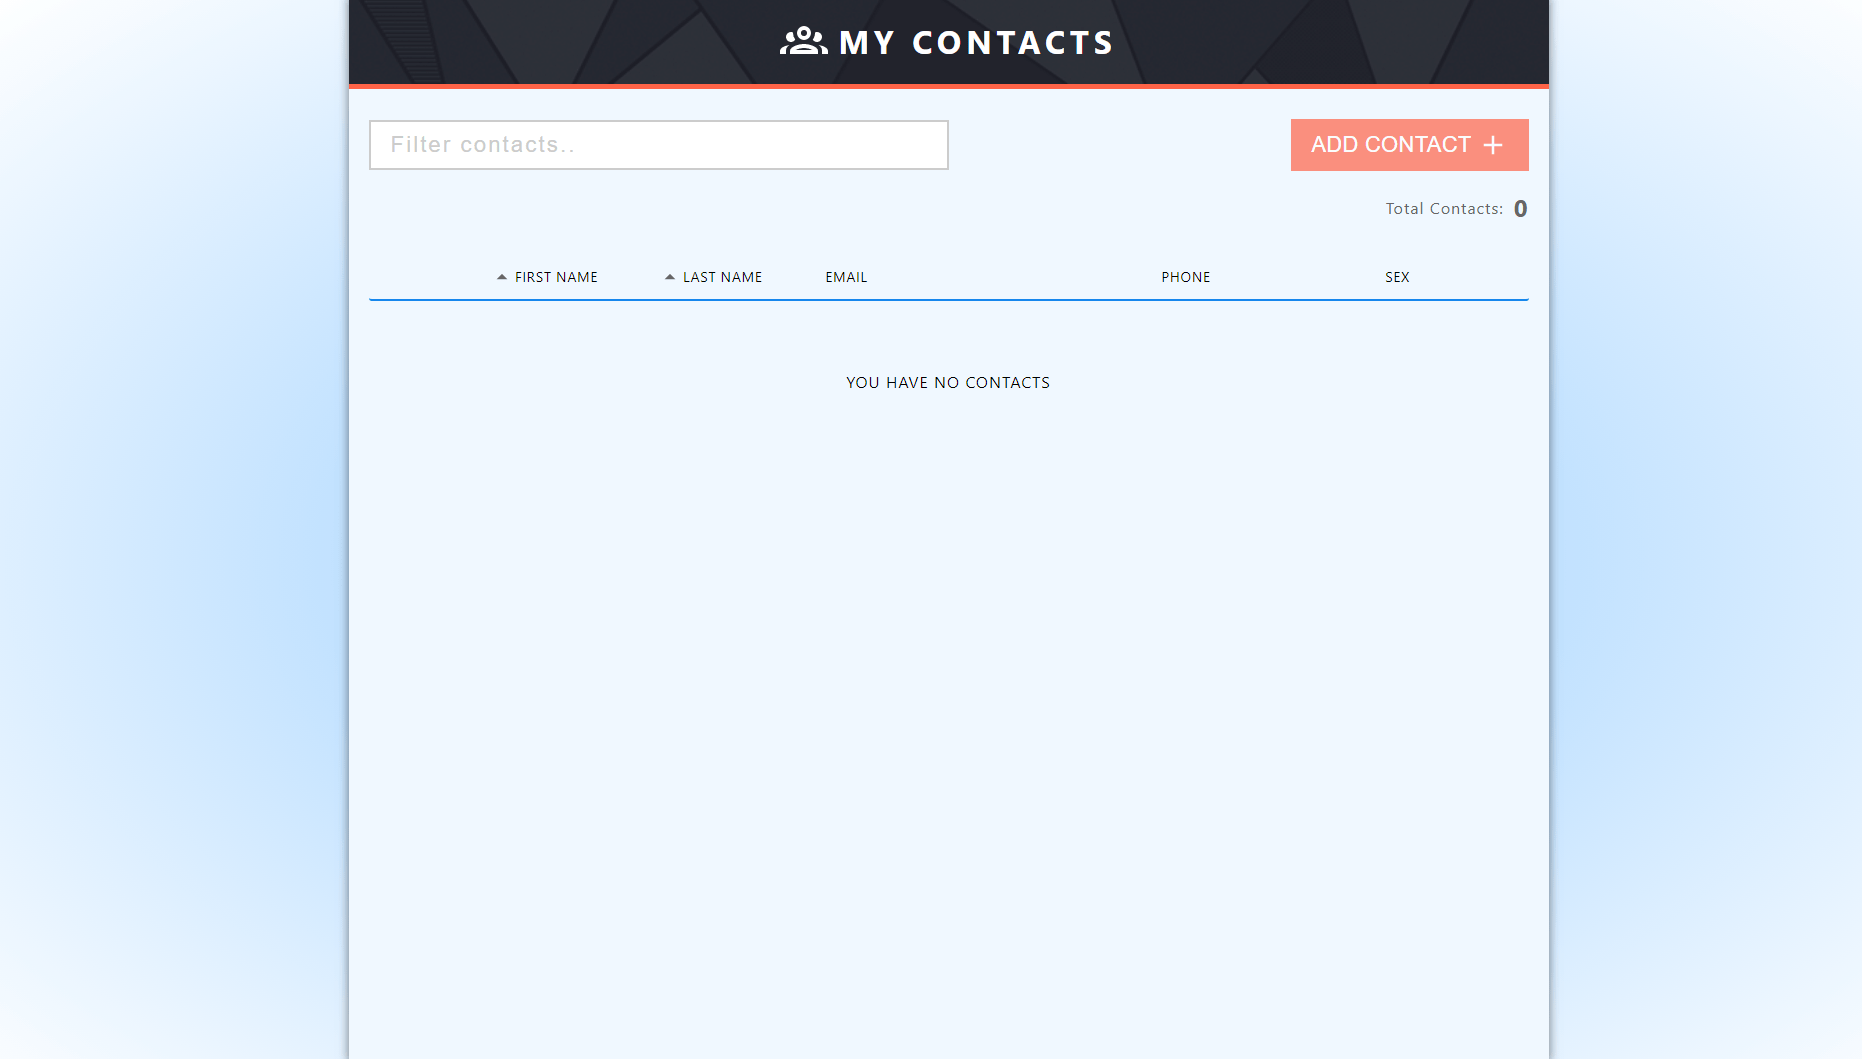 MY CONTACTS
Filter contacts..
ADD CONTACT +
Total Contacts: 0
FIRST NAME LAST NAME EMAIL PHONE SEX
YOU HAVE NO CONTACTS